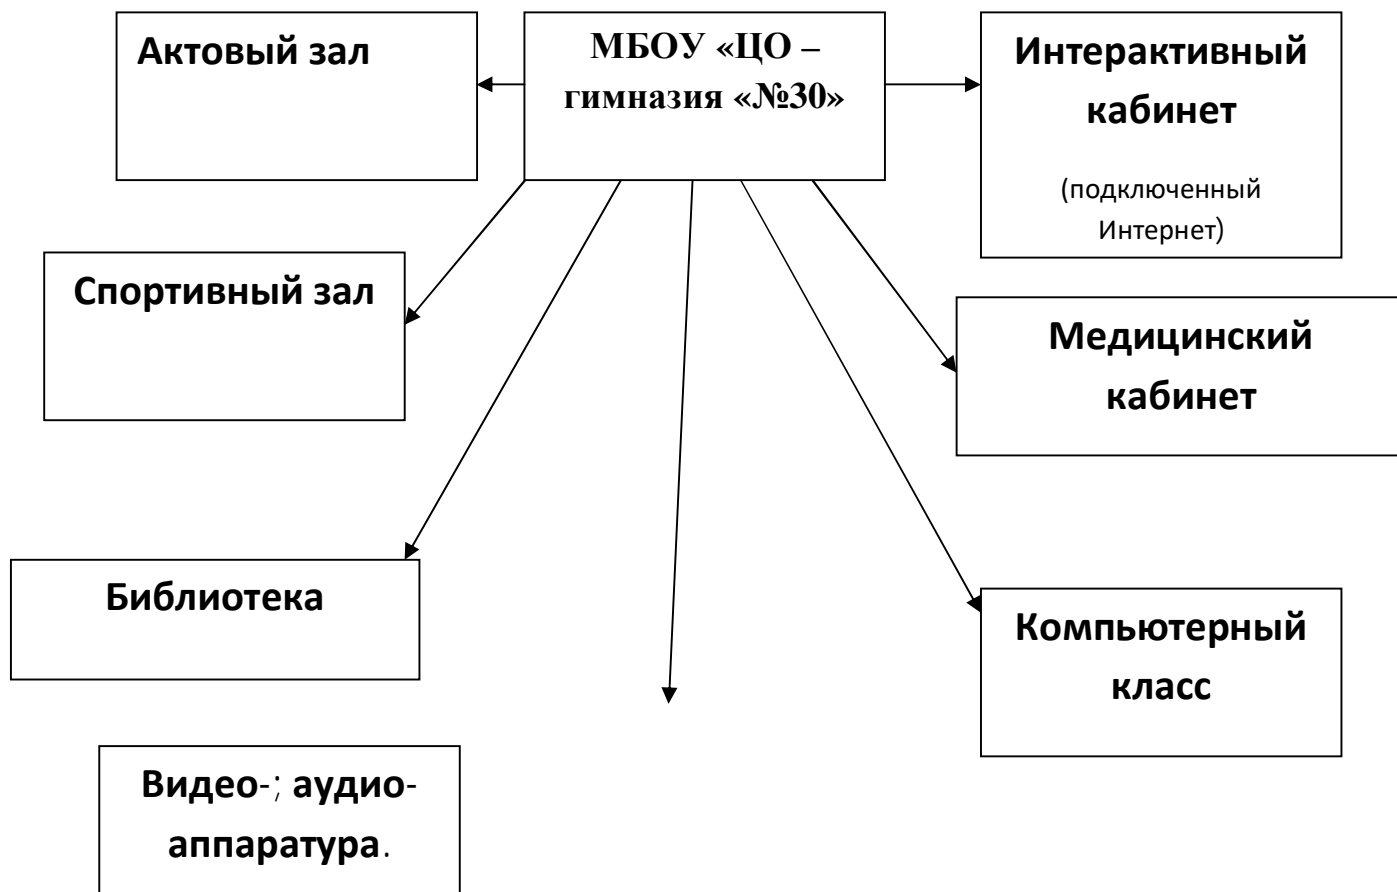 Актовый зал
МБОУ «ЦО –
гимназия «№30»
Интерактивный
кабинет
(подключенный
Интернет)
Спортивный зал
Медицинский
кабинет
Библиотека
Компьютерный
класс
Видео-; аудио-
аппаратура.